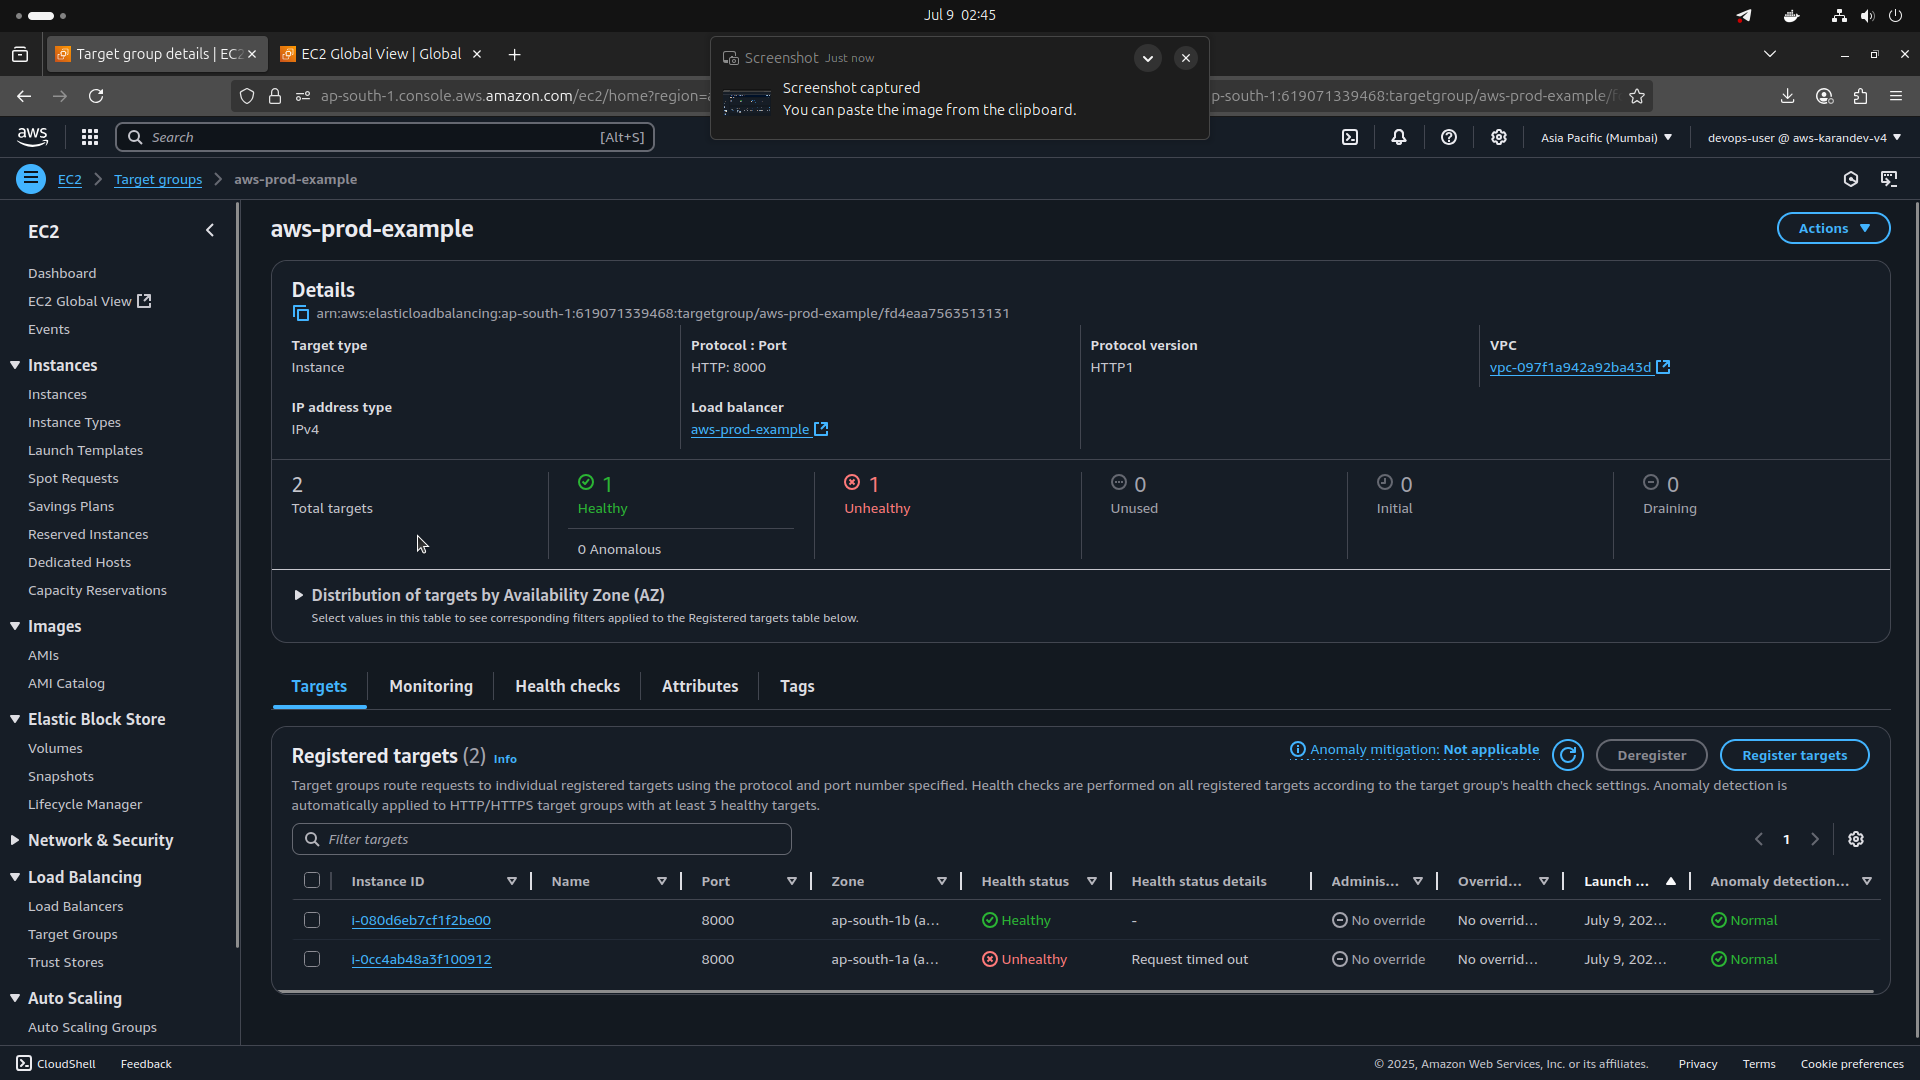 Jul 9 02:45
Target group details | EC2
EC2 Global View | Global
Screenshot Just now
Screenshot captured
You can paste the image from the clipboard.
ap-south-1.console.aws.amazon.com/ec2/home?region=
p-south-1:619071339468:targetgroup/aws-prod-example/
aws
Search [Alt+S]
Asia Pacific (Mumbai)
devops-user @ aws-karandev-v4
EC2
Target groups
aws-prod-example
EC2
Dashboard
EC2 Global View
Events
Instances
Instances
Instance Types
Launch Templates
Spot Requests
Savings Plans
Reserved Instances
Dedicated Hosts
Capacity Reservations
Images
AMIs
AMI Catalog
Elastic Block Store
Volumes
Snapshots
Lifecycle Manager
Network & Security
Load Balancing
Load Balancers
Target Groups
Trust Stores
Auto Scaling
Auto Scaling Groups
aws-prod-example
Actions
Details
arn:aws:elasticloadbalancing:ap-south-1:619071339468:targetgroup/aws-prod-example/fd4eaa7563513131
Target type
Instance
Protocol : Port
HTTP: 8000
Protocol version
HTTP1
VPC
vpc-097f1a942a92ba43d
IP address type
IPv4
Load balancer
aws-prod-example
2
Total targets
1
Healthy
0 Anomalous
1
Unhealthy
0
Unused
0
Initial
0
Draining
Distribution of targets by Availability Zone (AZ)
Select values in this table to see corresponding filters applied to the Registered targets table below.
Targets
Monitoring
Health checks
Attributes
Tags
Registered targets (2) Info
Anomaly mitigation: Not applicable
Deregister
Register targets
Target groups route requests to individual registered targets using the protocol and port number specified. Health checks are performed on all registered targets according to the target group's health check settings. Anomaly detection is
automatically applied to HTTP/HTTPS target groups with at least 3 healthy targets.
Filter targets
1
Instance ID Name Port Zone Health status Health status details Adminis... Overrid... Launch ... Anomaly detection...
i-080d6eb7cf1f2be00 8000 ap-south-1b (a... Healthy - No override No overrid... July 9, 202... Normal
i-0cc4ab48a3f100912 8000 ap-south-1a (a... Unhealthy Request timed out No override No overrid... July 9, 202... Normal
CloudShell
Feedback
© 2025, Amazon Web Services, Inc. or its affiliates.
Privacy
Terms
Cookie preferences